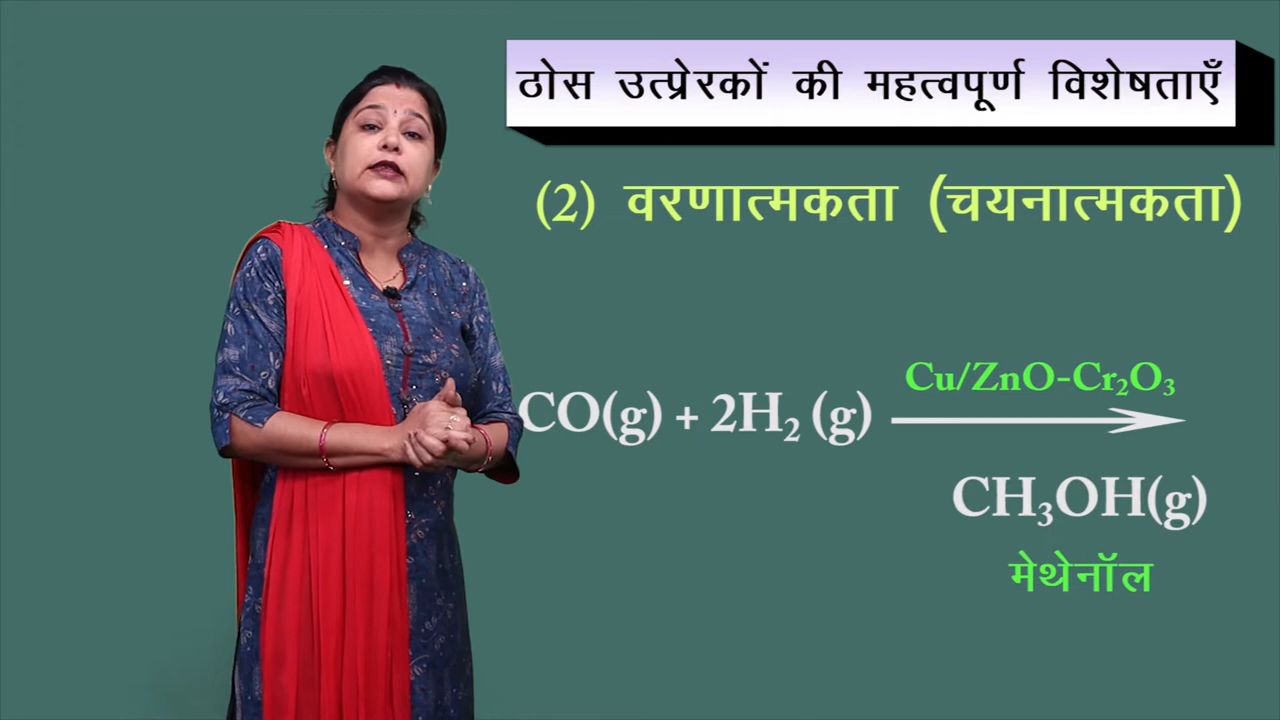 ठोस उत्प्रेरकों की महत्वपूर्ण विशेषताएँ
(2) वरणात्मकता (चयनात्मकता)
Cu/ZnO-Cr₂O₃
CO(g) + 2H₂ (g) ⟶
CH₃OH(g)
मेथेनॉल